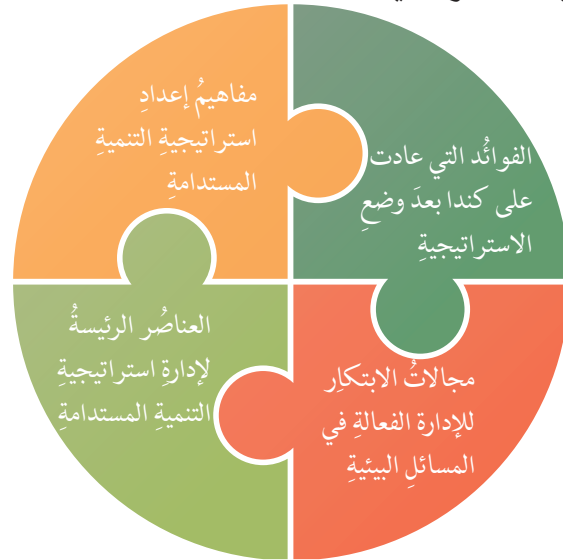 الفوائُد التي عادت
على كندا بعدَ وضعِ
الاستراتيجيةِ
مفاهيمُ إعدادِ
استراتيجيةِ التنميةِ
المستدامةِ
مجالاتُ الابتكارِ
للإدارة الفعالةِ في
المسائلِ البيئيةِ
العناصُر الرئيسةُ
لإدارةِ استراتيجيةِ
التنميةِ المستدامةِ